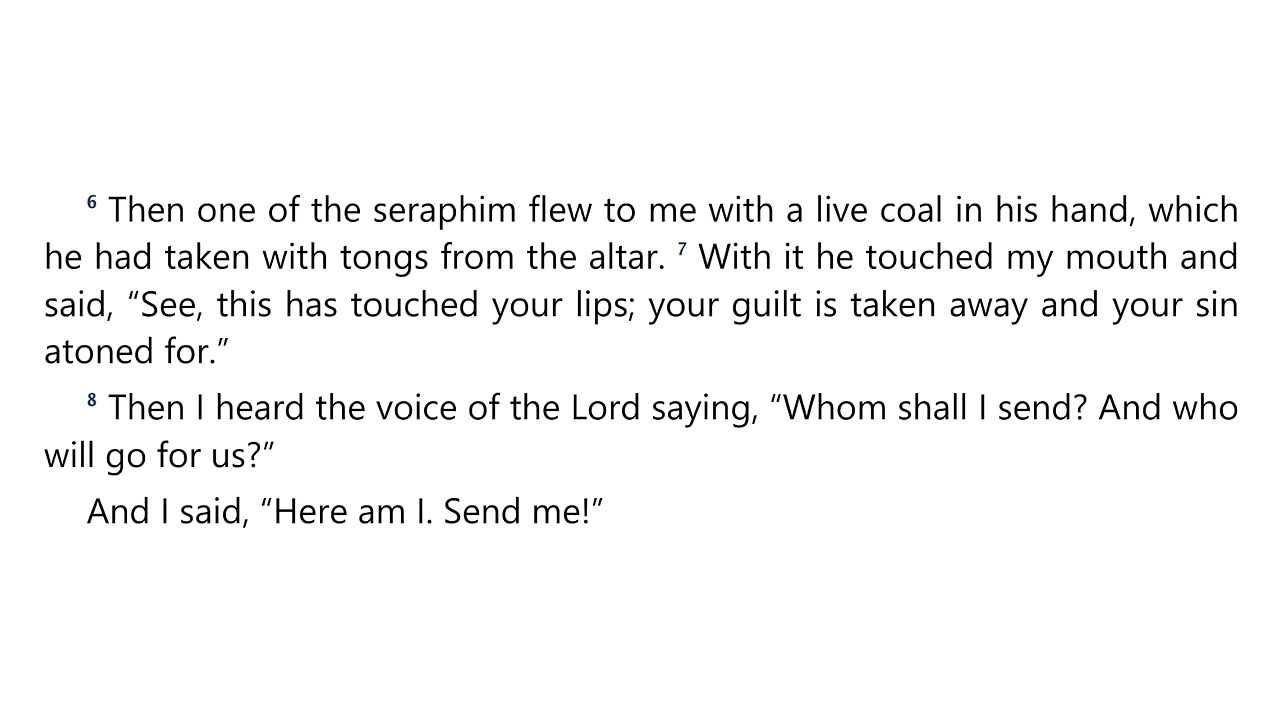 6 Then one of the seraphim flew to me with a live coal in his hand, which
he had taken with tongs from the altar. 7 With it he touched my mouth and
said, “See, this has touched your lips; your guilt is taken away and your sin
atoned for.”
8 Then I heard the voice of the Lord saying, “Whom shall I send? And who
will go for us?”
And I said, “Here am I. Send me!”